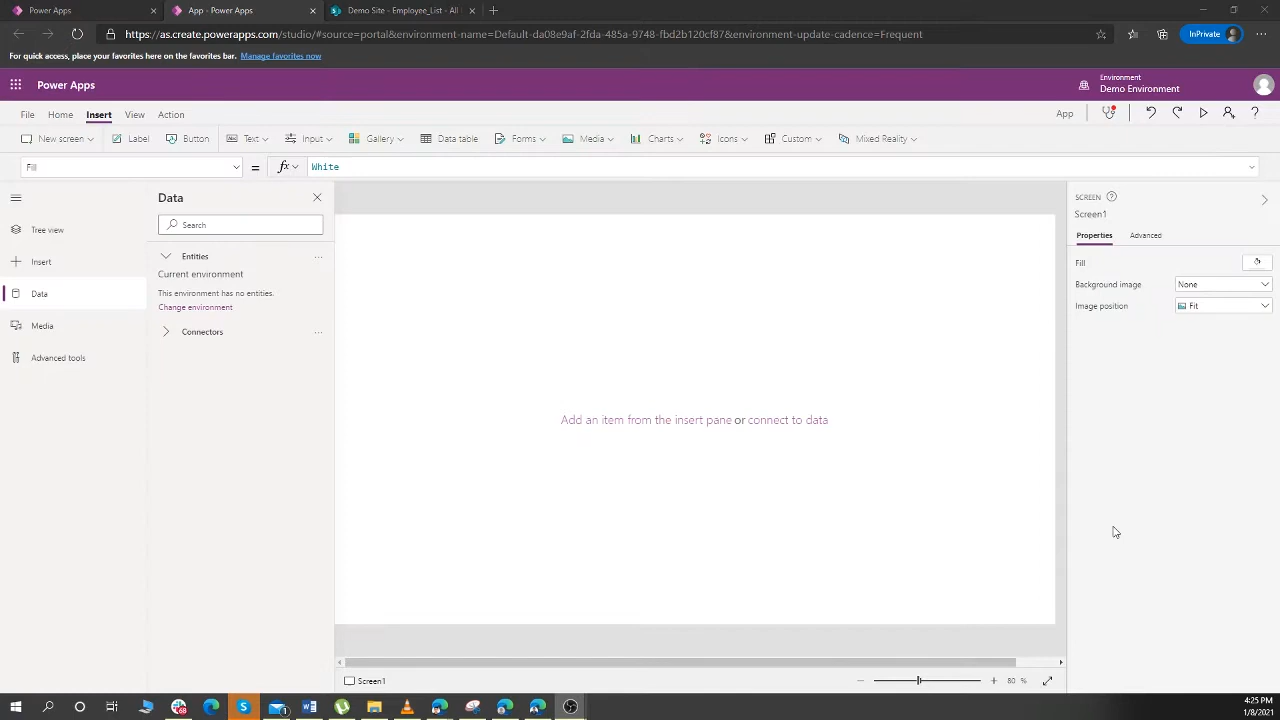 Power Apps
App - Power Apps
Demo Site - Employee_List - All
https://as.create.powerapps.com/studio/#source=portal&environment-name=Default-da08e9af-2fda-485a-9748-fbd2b120cf87&environment-update-cadence=Frequent
InPrivate
For quick access, place your favorites here on the favorites bar. Manage favorites now
Power Apps
Environment
Demo Environment
File Home Insert View Action
App
New screen Label Button Text Input Gallery Data table Forms Media Charts Icons Custom Mixed Reality
Fill = fx White
Data
Search
Tree view
Insert
Data
Media
Advanced tools
Entities
Current environment
This environment has no entities.
Change environment
Connectors
Add an item from the insert pane or connect to data
SCREEN
Screen1
Properties Advanced
Fill
Background image None
Image position Fit
Screen1
80 %
4:25 PM
1/8/2021